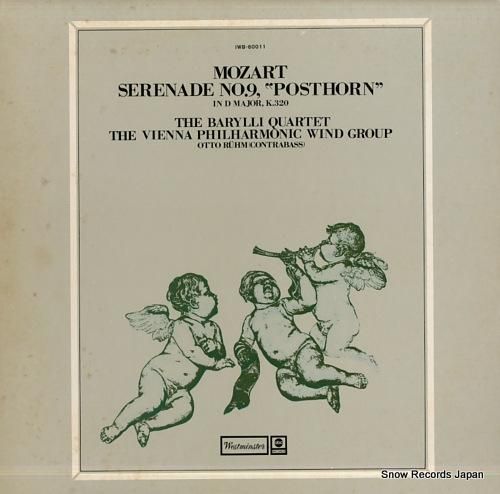 IWB-60011
MOZART
SERENADE NO.9, “POSTHORN”
IN D MAJOR, K.320
THE BARYLLI QUARTET
THE VIENNA PHILHARMONIC WIND GROUP
OTTO RÜHM(CONTRABASS)
Westminster
abc
Snow Records Japan